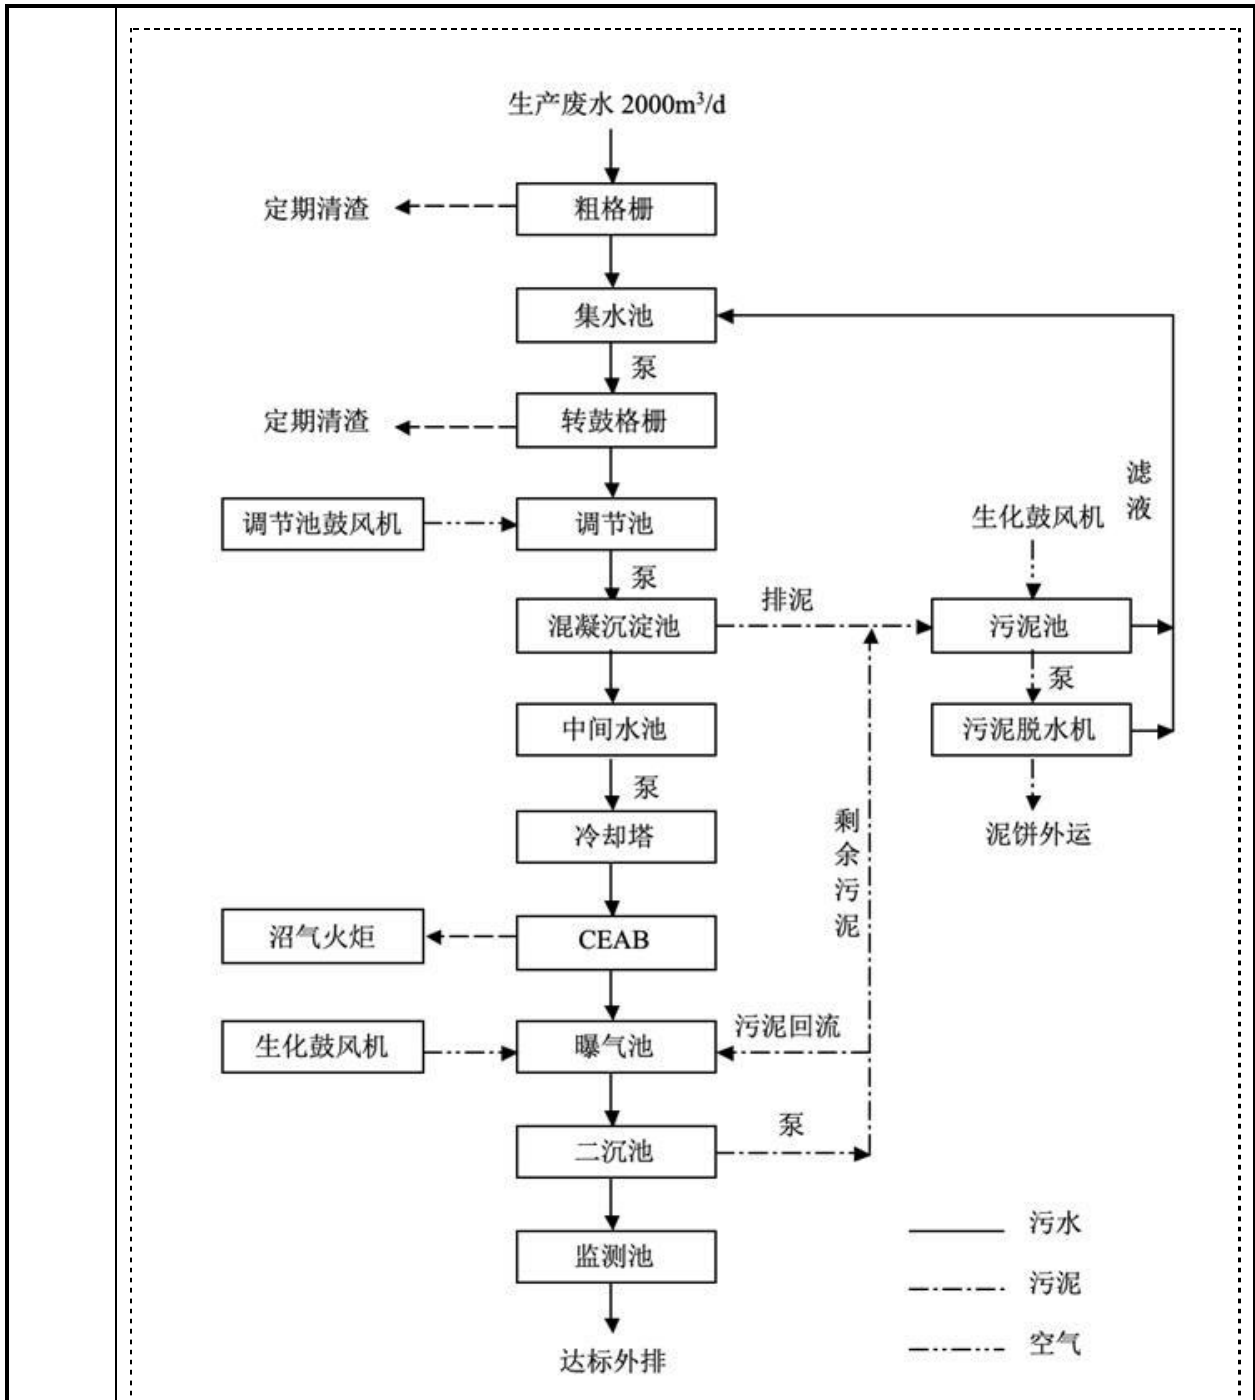 生产废水 2000m³/d
定期清渣
粗格栅
集水池
泵
定期清渣
转鼓格栅
滤液
调节池鼓风机
调节池
生化鼓风机
泵
排泥
混凝沉淀池
污泥池
泵
中间水池
污泥脱水机
泵
冷却塔
剩余污泥
泥饼外运
沼气火炬
CEAB
污泥回流
生化鼓风机
曝气池
泵
二沉池
污水
监测池
污泥
空气
达标外排